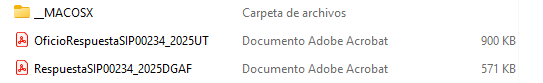 __MACOSX Carpeta de archivos
OficioRespuestaSIP00234_2025UT Documento Adobe Acrobat 900 KB
RespuestaSIP00234_2025DGAF Documento Adobe Acrobat 571 KB